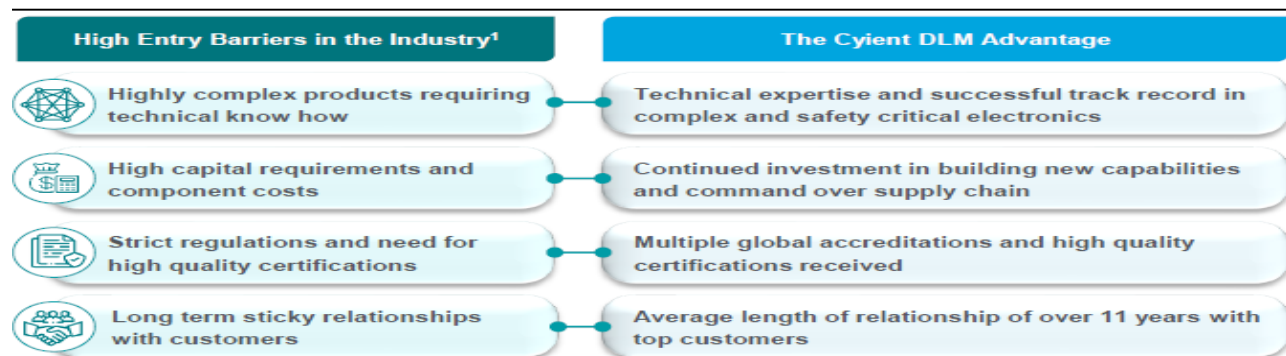 High Entry Barriers in the Industry¹
The Cyient DLM Advantage
Highly complex products requiring
technical know how
Technical expertise and successful track record in
complex and safety critical electronics
High capital requirements and
component costs
Continued investment in building new capabilities
and command over supply chain
Strict regulations and need for
high quality certifications
Multiple global accreditations and high quality
certifications received
Long term sticky relationships
with customers
Average length of relationship of over 11 years with
top customers